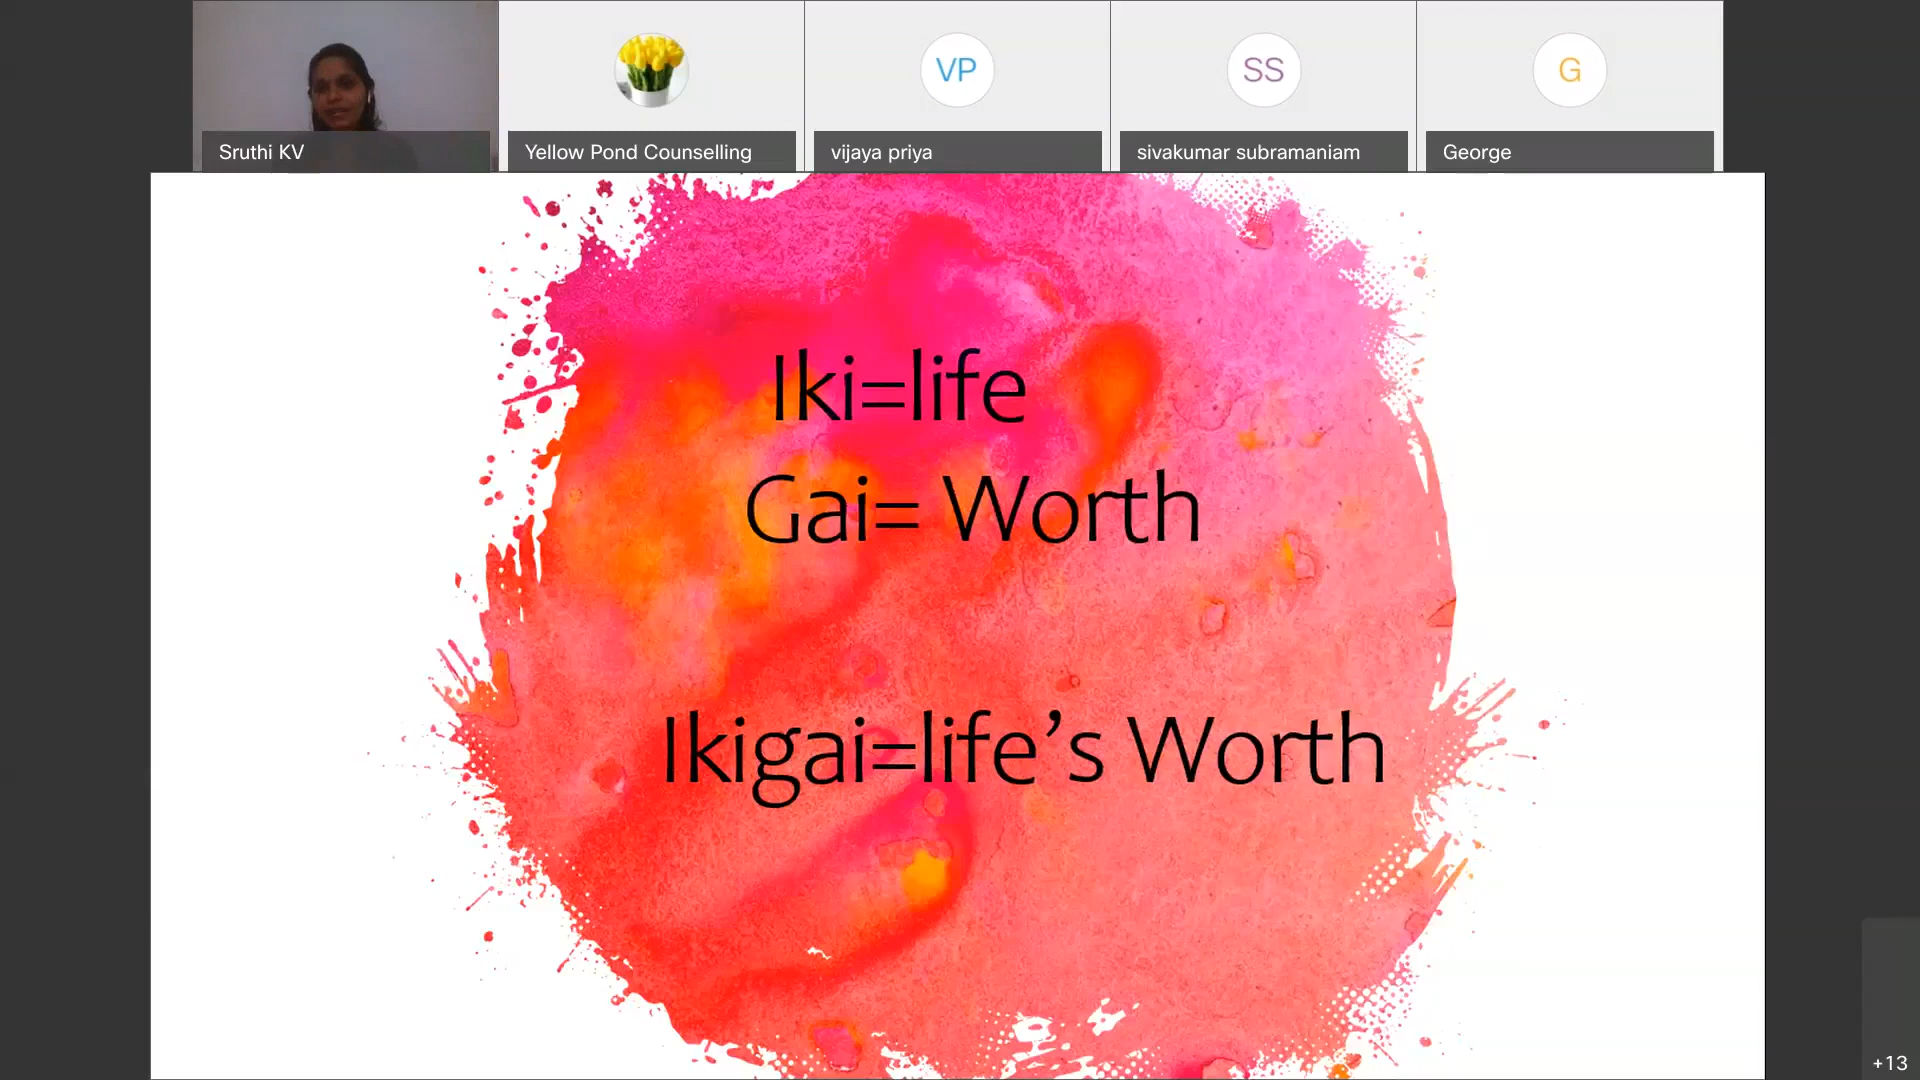 Sruthi KV
Yellow Pond Counselling
VP
vijaya priya
SS
sivakumar subramaniam
G
George
Iki=life
Gai= Worth
Ikigai=life’s Worth
+13